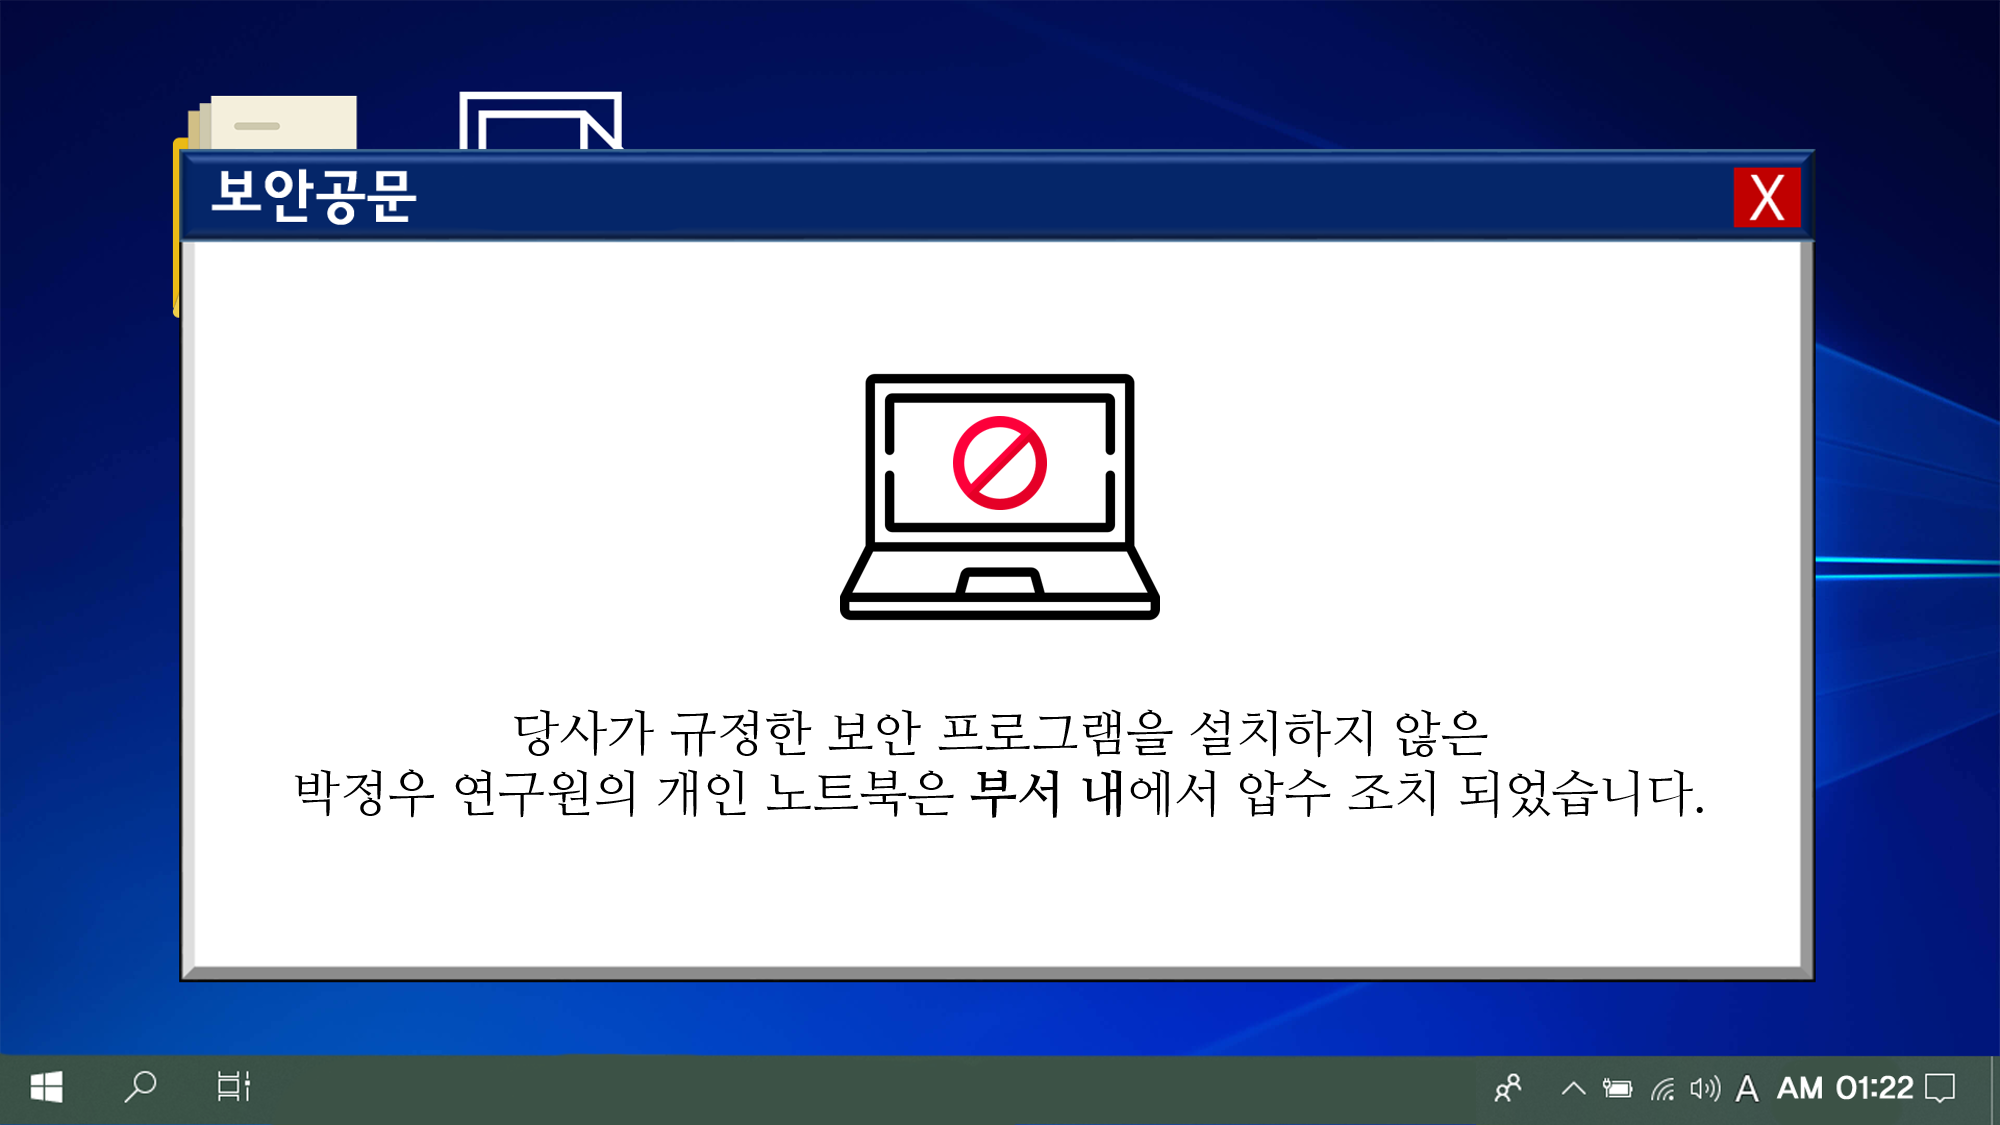 보안공문
X
당사가 규정한 보안 프로그램을 설치하지 않은
박정우 연구원의 개인 노트북은 부서 내에서 압수 조치 되었습니다.
A AM 01:22